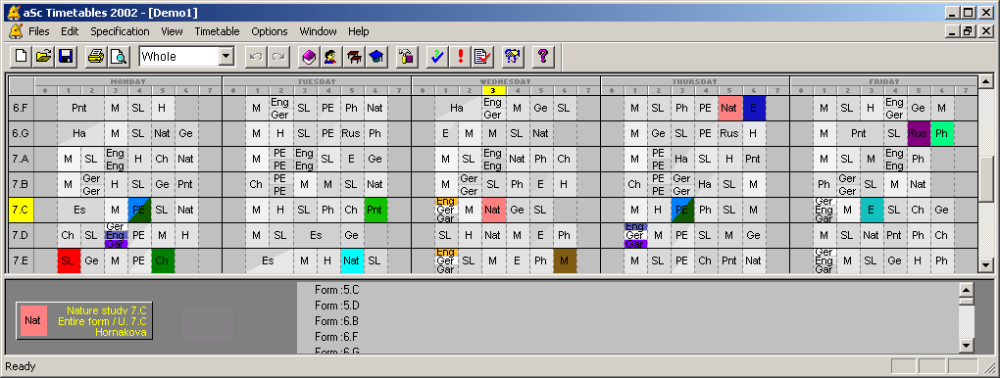 aSc Timetables 2002 - [Demo1]
Files Edit Specification View Timetable Options Window Help
Whole
MONDAY TUESDAY WEDNESDAY THURSDAY FRIDAY
0 1 2 3 4 5 6 7 0 1 2 3 4 5 6 7 0 1 2 3 4 5 6 7 0 1 2 3 4 5 6 7 0 1 2 3 4 5 6 7
6.F Pnt M SL H M Eng Ger SL PE Ph Nat Ha Eng Ger M Ge SL M SL Ph PE Nat E M SL H Eng Ger Ge M
6.G Ha M SL Nat Ge M H SL PE Rus Ph E M M SL Nat M Ge SL PE Rus H M Pnt SL Rus Ph
7.A M SL Eng Eng H Ch Nat M PE PE Eng Eng SL E Ge M SL Eng Eng Nat Ph Ch M PE PE Ha SL H Pnt M SL M Eng Eng Ph
7.B M Ger Ger H SL Ge Pnt Ch PE PE M M SL Nat M Ger Ger SL Ph E H Ch PE PE Ger Ger Ha SL M Ph Ger Ger SL M Ge
7.C Es M PE SL Nat M H SL Ph Ch Pnt Eng Ger Gar M Nat Ge SL M H PE Ph SL M Eng Ger Gar M E SL Ch Ge
7.D Ch SL Ger Eng Gar PE M H M SL Es Ge SL H Nat M E Ph Eng Ger Gar M PE SL M Ge M SL Nat Pnt Ph Ch
7.E SL Ge M PE Ch Es M H Nat SL Eng Ger Gar SL M E Ph M M SL PE Ch Pnt Nat Eng Ger Gar SL M H Ge Ph
Nat
Nature study 7.C
Entire form / U. 7.C
Hornakova
Form :5.C
Form :5.D
Form :6.B
Form :6.F
Form :6.G
Ready